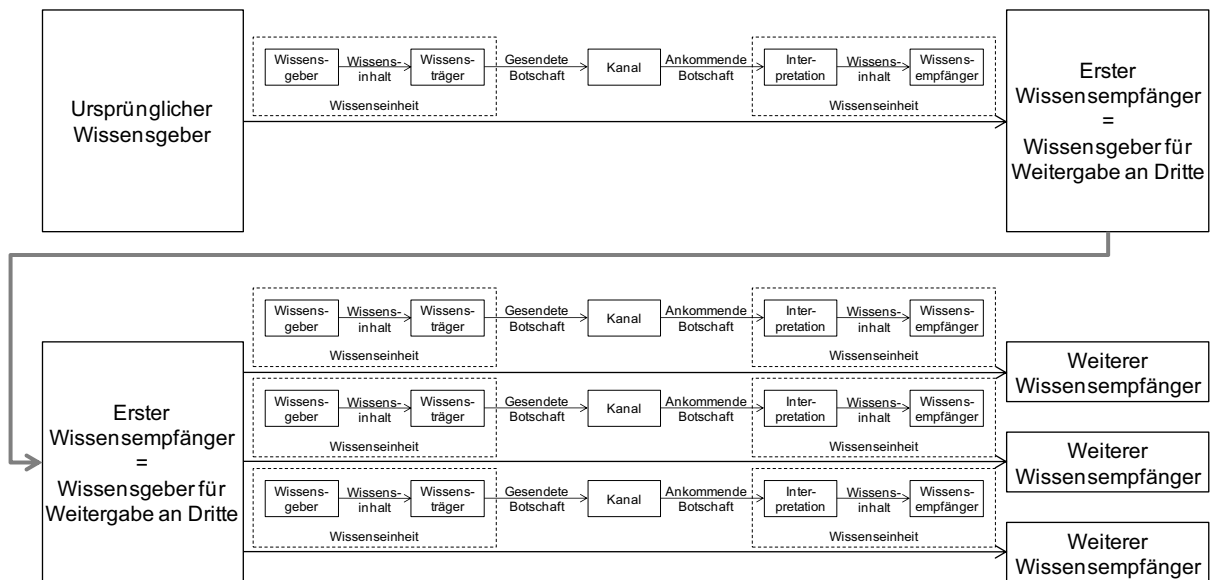 Ursprünglicher
Wissensgeber
Wissens-
geber
Wissens-
inhalt
Wissens-
träger
Wissenseinheit
Gesendete
Botschaft
Kanal
Ankommende
Botschaft
Inter-
pretation
Wissens-
inhalt
Wissens-
empfänger
Wissenseinheit
Erster
Wissensempfänger
=
Wissensgeber für
Weitergabe an Dritte
Erster
Wissensempfänger
=
Wissensgeber für
Weitergabe an Dritte
Wissens-
geber
Wissens-
inhalt
Wissens-
träger
Wissenseinheit
Gesendete
Botschaft
Kanal
Ankommende
Botschaft
Inter-
pretation
Wissens-
inhalt
Wissens-
empfänger
Wissenseinheit
Weiterer
Wissensempfänger
Wissens-
geber
Wissens-
inhalt
Wissens-
träger
Wissenseinheit
Gesendete
Botschaft
Kanal
Ankommende
Botschaft
Inter-
pretation
Wissens-
inhalt
Wissens-
empfänger
Wissenseinheit
Weiterer
Wissensempfänger
Wissens-
geber
Wissens-
inhalt
Wissens-
träger
Wissenseinheit
Gesendete
Botschaft
Kanal
Ankommende
Botschaft
Inter-
pretation
Wissens-
inhalt
Wissens-
empfänger
Wissenseinheit
Weiterer
Wissensempfänger